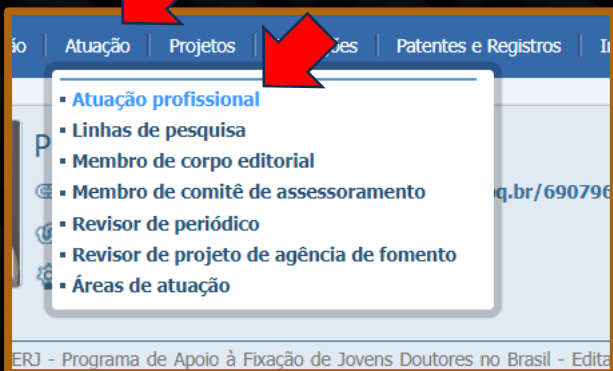 Atuação Projetos Patentes e Registros
Atuação profissional
Linhas de pesquisa
Membro de corpo editorial
Membro de comitê de assessoramento
q.br/690796
Revisor de periódico
Revisor de projeto de agência de fomento
Áreas de atuação
ERJ - Programa de Apoio à Fixação de Jovens Doutores no Brasil - Edita